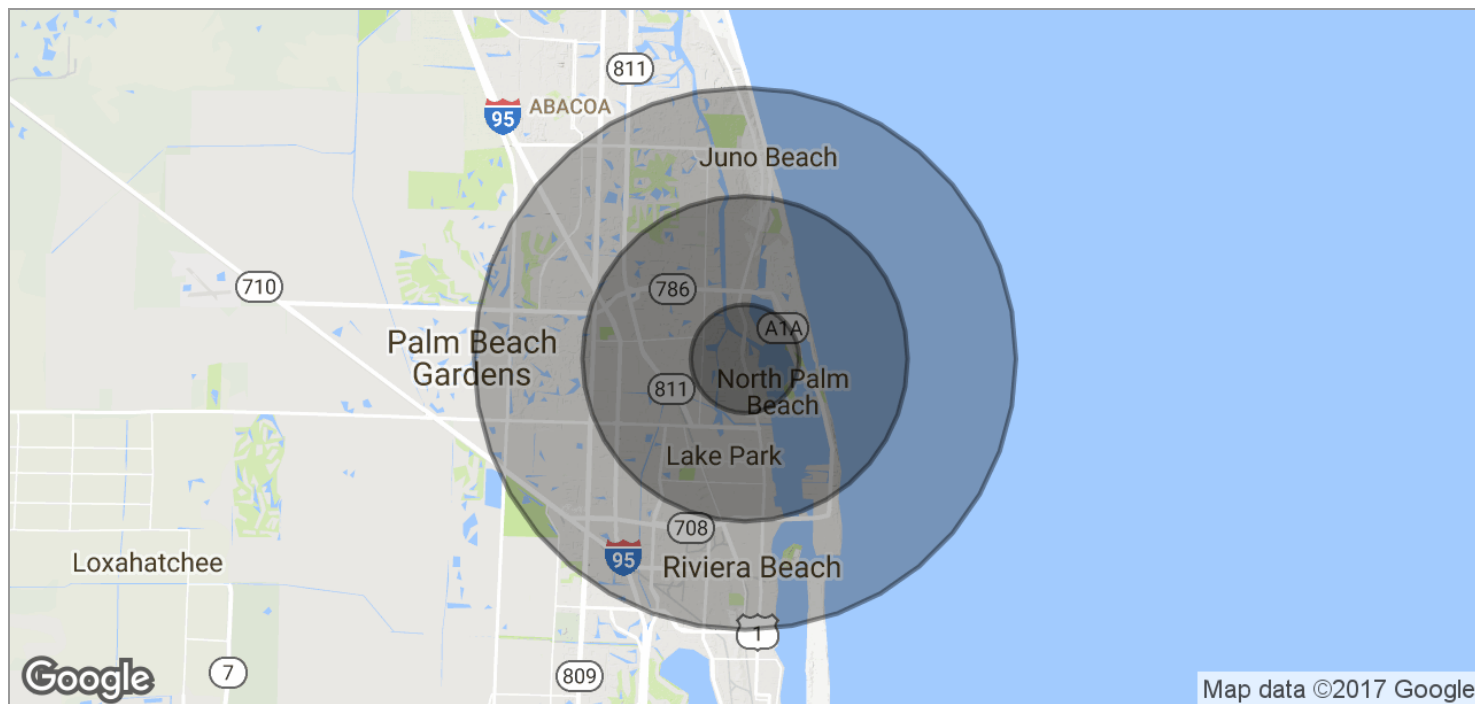 811
ABACOA
95
Juno Beach
710
786
A1A
Palm Beach
Gardens
811
North Palm
Beach
Lake Park
708
95
Riviera Beach
Loxahatchee
1
7
809
Google
Map data ©2017 Google